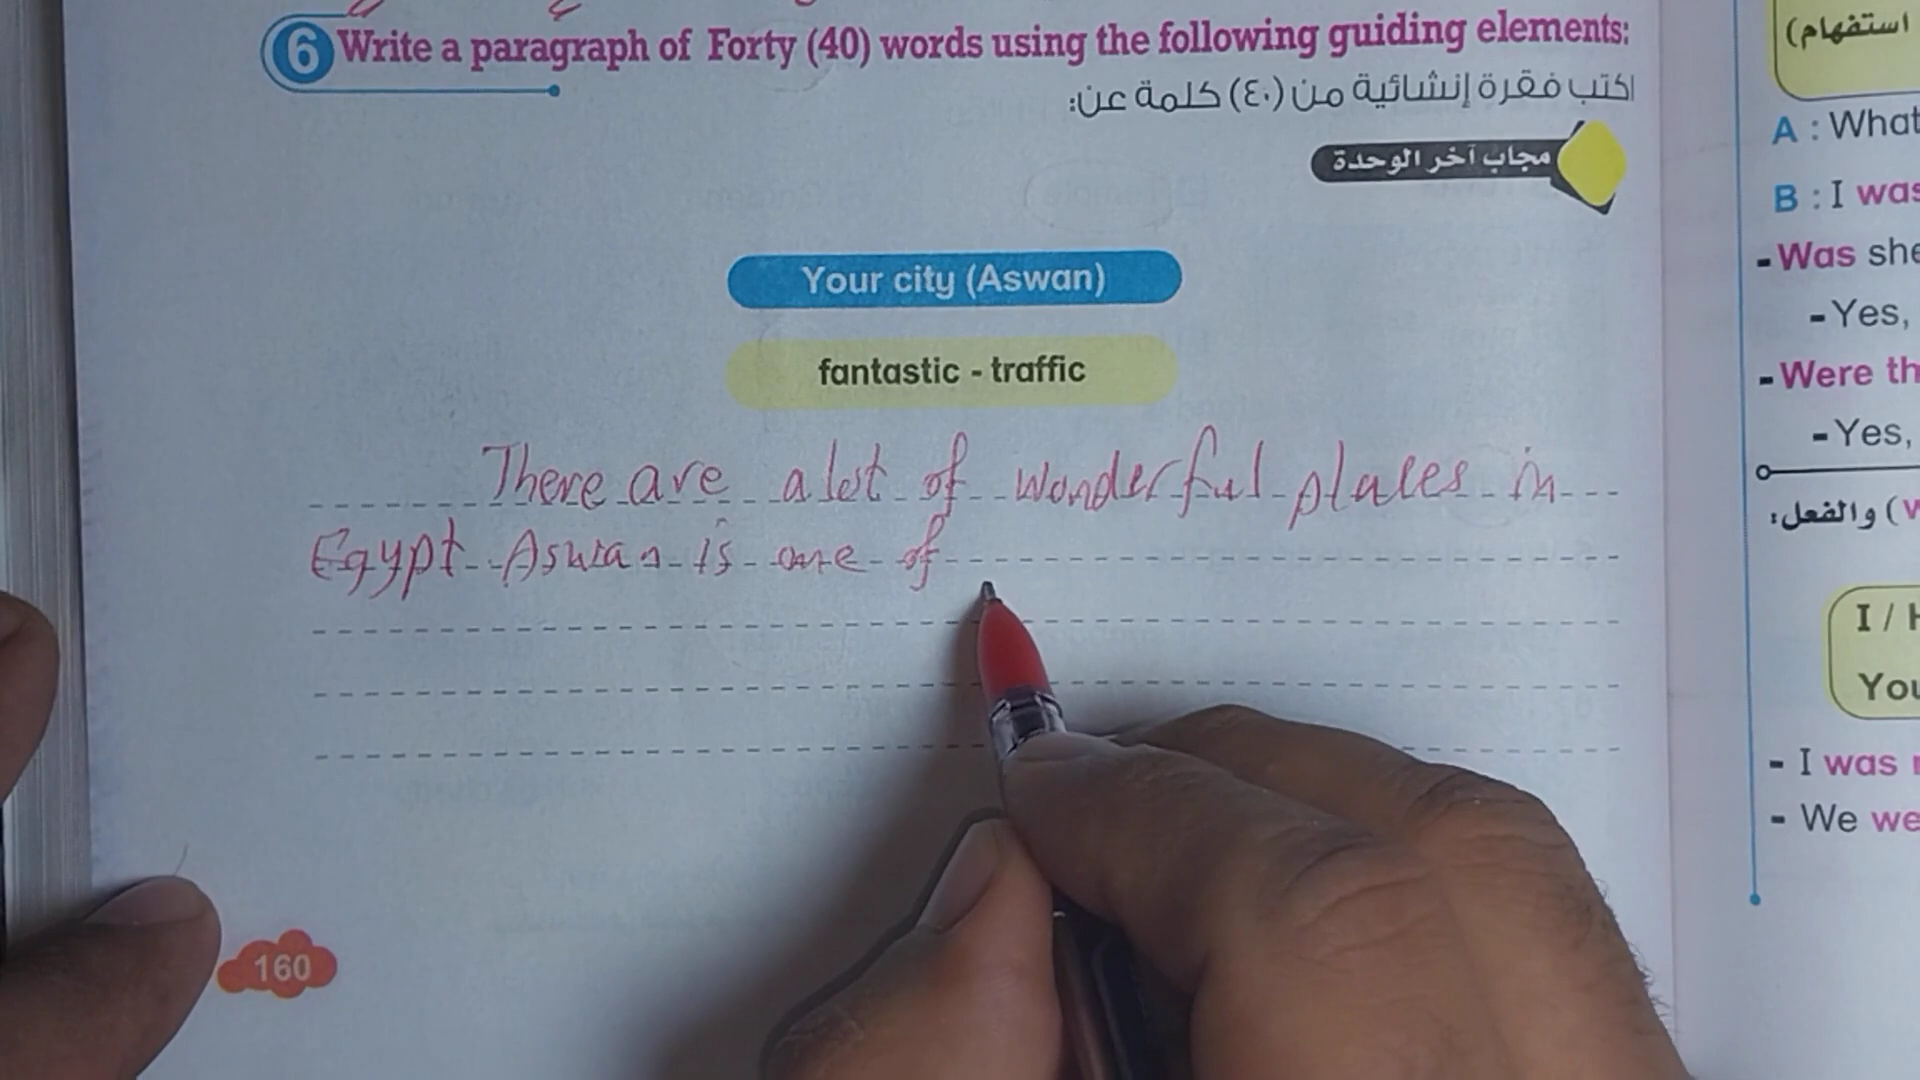 6 Write a paragraph of Forty (40) words using the following guiding elements:
اكتب فقرة إنشائية من (٤٠) كلمة عن:
مجاب آخر الوحدة
Your city (Aswan)
fantastic - traffic
There are a lot of wonderful places in
Egypt. Aswan is one of
160
استفهام)
A : What
B : I was
- Was she
- Yes,
- Were th
- Yes,
) والفعل:
I / H
You
- I was
- We we